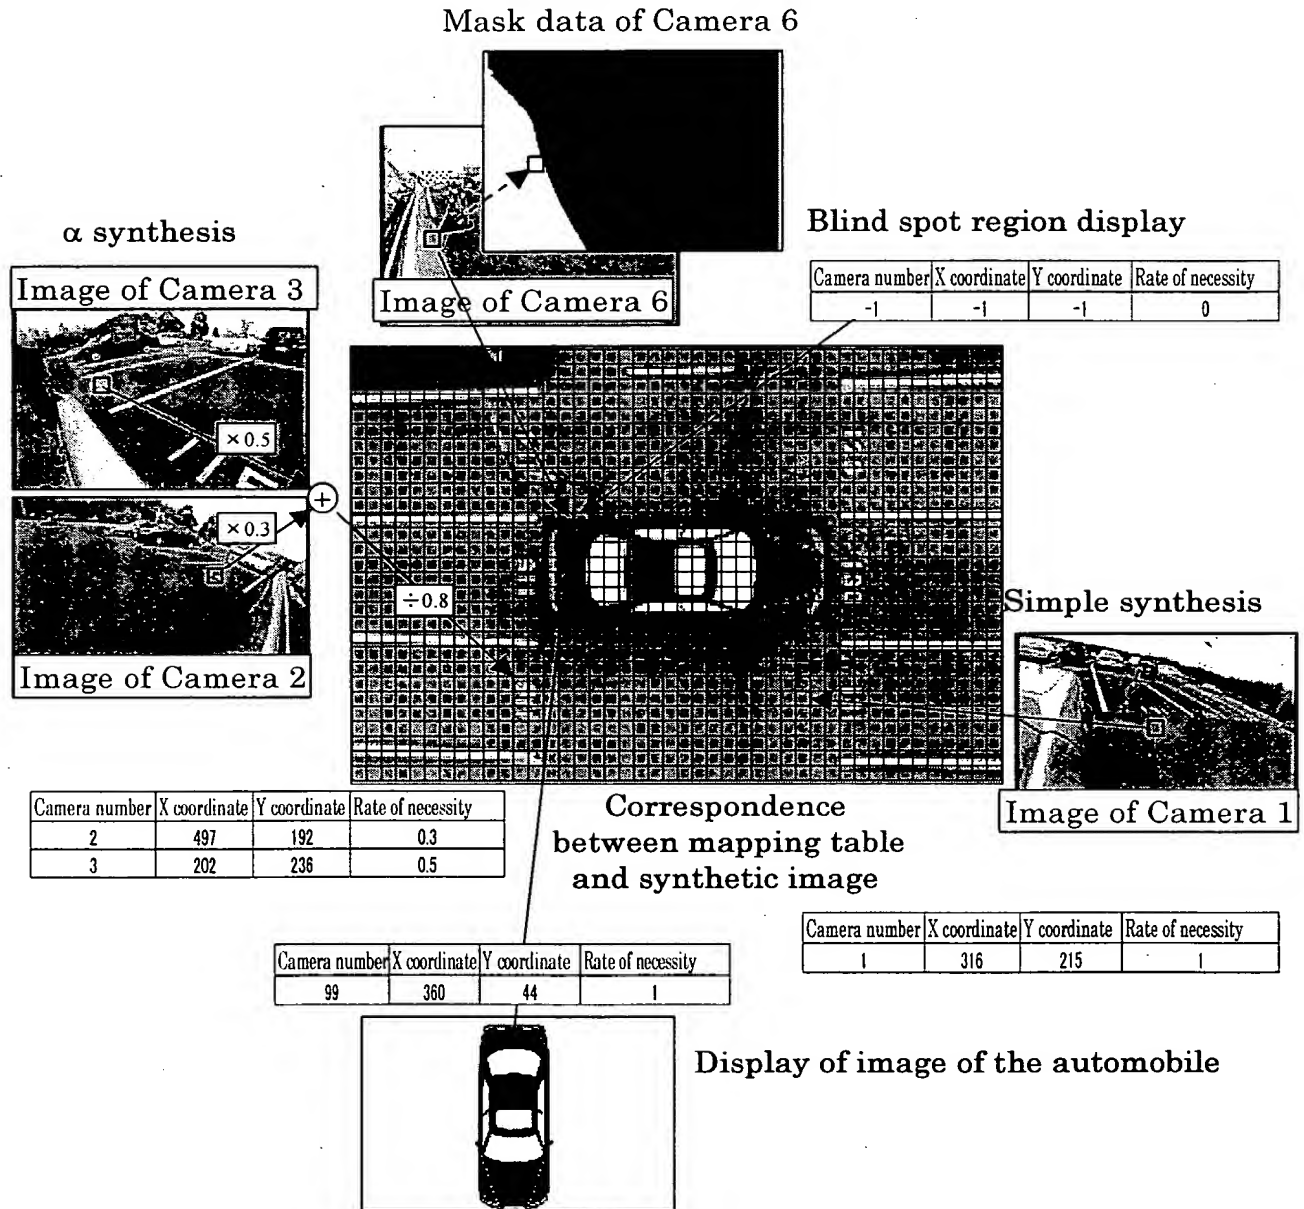 Mask data of Camera 6
α synthesis
Blind spot region display
Image of Camera 3
Image of Camera 6
Camera number X coordinate Y coordinate Rate of necessity
-1 -1 -1 0
×0.5
×0.3
+
÷0.8
Simple synthesis
Image of Camera 2
Image of Camera 1
Camera number X coordinate Y coordinate Rate of necessity
2 497 192 0.3
3 202 236 0.5
Correspondence
between mapping table
and synthetic image
Camera number X coordinate Y coordinate Rate of necessity
1 316 215 1
Camera number X coordinate Y coordinate Rate of necessity
99 360 44 1
Display of image of the automobile